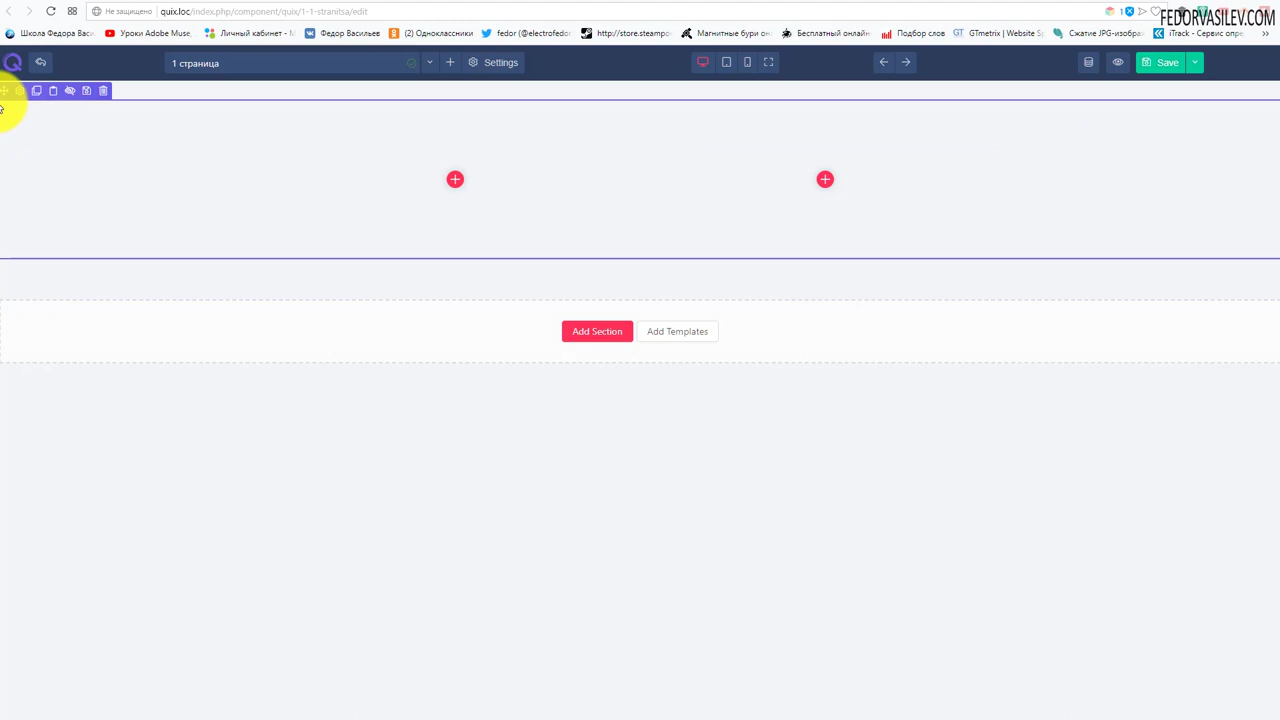 Не защищено quix.loc/index.php/component/quix/1-1-stranitsa/edit 1
FEDORVASILEV.COM
Школа Федора Васи Уроки Adobe Muse, Личный кабинет - М Федор Васильев (2) Одноклассники fedor (@electrofedor http://store.steampo Магнитные бури он Бесплатный онлайн Подбор слов GTmetrix | Website Sp Сжатие JPG-изобра iTrack - Сервис опре »
1 страница Settings Save
Add Section Add Templates